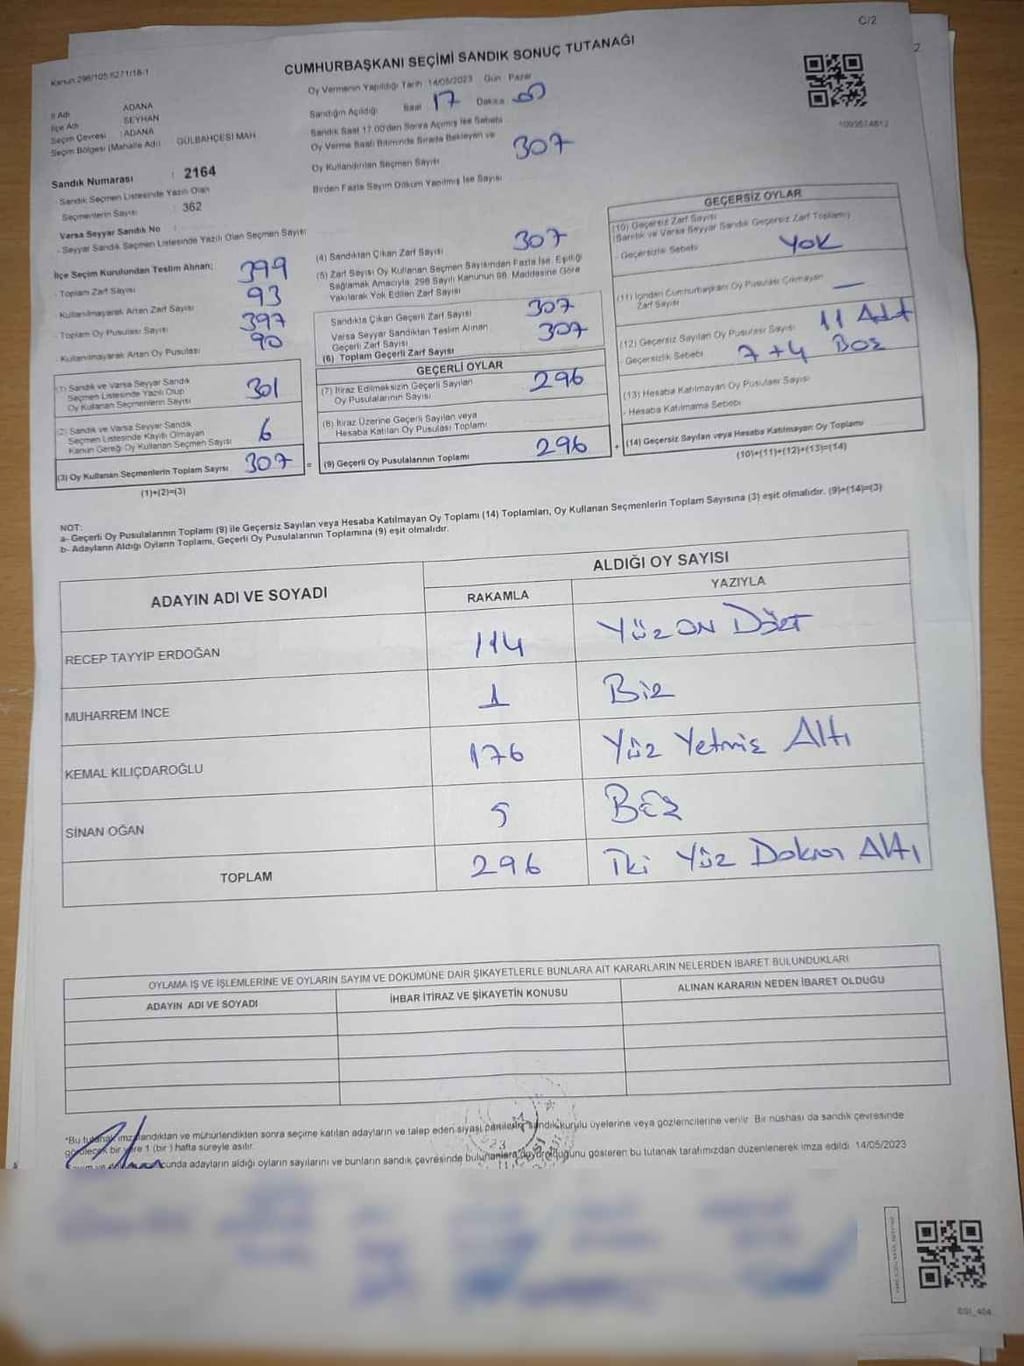 C/2
2
Kanun 298/105 6271/18-1
CUMHURBAŞKANI SEÇİMİ SANDIK SONUÇ TUTANAĞI
İl Adı ADANA
İlçe Adı SEYHAN
Seçim Çevresi : ADANA
Seçim Bölgesi (Mahalle Adı) GÜLBAHÇESİ MAH
Sandık Numarası : 2164
Sandık Seçmen Listesinde Yazılı Olan
Seçmenlerin Sayısı : 362
Varsa Seyyar Sandık No
- Seyyar Sandık Seçmen Listesinde Yazılı Olan Seçmen Sayısı
Oy Vermenin Yapıldığı Tarih 14/05/2023 Gün Pazar
Sandığın Açıldığı Saat 17 Dakika
Sandık Saat 17:00'den Sonra Açılmış İse Sebebi
Oy Verme Saati Bitiminde Sırada Bekleyen ve
Oy Kullandırılan Seçmen Sayısı 307
Birden Fazla Sayım Döküm Yapılmış İse Sayısı
1093574812
İlçe Seçim Kurulundan Teslim Alınan;
- Toplam Zarf Sayısı 399
- Kullanılmayarak Artan Zarf Sayısı 93
- Toplam Oy Pusulası Sayısı 397
- Kullanılmayarak Artan Oy Pusulası 90
(1) Sandık ve Varsa Seyyar Sandık
Seçmen Listesinde Yazılı Olup
Oy Kullanan Seçmenlerin Sayısı 301
(2) Sandık ve Varsa Seyyar Sandık
Seçmen Listesinde Kayıtlı Olmayan
Kanun Gereği Oy Kullanan Seçmen Sayısı 6
(3) Oy Kullanan Seçmenlerin Toplam Sayısı 307
(1)+(2)=(3)
(4) Sandıktan Çıkan Zarf Sayısı 307
(5) Zarf Sayısı Oy Kullanan Seçmen Sayısından Fazla İse, Eşitliği
Sağlamak Amacıyla, 298 Sayılı Kanunun 98. Maddesine Göre
Yakılarak Yok Edilen Zarf Sayısı
Sandıkta Çıkan Geçerli Zarf Sayısı 307
Varsa Seyyar Sandıktan Teslim Alınan
Geçerli Zarf Sayısı 307
(6) Toplam Geçerli Zarf Sayısı
GEÇERLİ OYLAR
(7) İtiraz Edilmeksizin Geçerli Sayılan
Oy Pusulalarının Sayısı 296
(8) İtiraz Üzerine Geçerli Sayılan veya
Hesaba Katılan Oy Pusulası Toplamı
= (9) Geçerli Oy Pusulalarının Toplamı 296
GEÇERSİZ OYLAR
(10) Geçersiz Zarf Sayısı
(Sandık ve Varsa Seyyar Sandık Geçersiz Zarf Toplamı)
- Geçersizlik Sebebi YOK
(11) İçinden Cumhurbaşkanı Oy Pusulası Çıkmayan
Zarf Sayısı —
(12) Geçersiz Sayılan Oy Pusulası Sayısı 11 Adet
Geçersizlik Sebebi 7+4 Boş
(13) Hesaba Katılmayan Oy Pusulası Sayısı
- Hesaba Katılmama Sebebi
+ (14) Geçersiz Sayılan veya Hesaba Katılmayan Oy Toplamı
(10)+(11)+(12)+(13)=(14)
NOT:
a- Geçerli Oy Pusulalarının Toplamı (9) ile Geçersiz Sayılan veya Hesaba Katılmayan Oy Toplamı (14) Toplamları, Oy Kullanan Seçmenlerin Toplam Sayısına (3) eşit olmalıdır. (9)+(14)=(3)
b- Adayların Aldığı Oyların Toplamı, Geçerli Oy Pusulalarının Toplamına (9) eşit olmalıdır.
ADAYIN ADI VE SOYADI
ALDIĞI OY SAYISI
RAKAMLA YAZIYLA
RECEP TAYYİP ERDOĞAN 114 Yüz on Dört
MUHARREM İNCE 1 Bir
KEMAL KILIÇDAROĞLU 176 Yüz Yetmiş Altı
SİNAN OĞAN 5 BEŞ
TOPLAM 296 İki Yüz Doksan Altı
OYLAMA İŞ VE İŞLEMLERİNE VE OYLARIN SAYIM VE DÖKÜMÜNE DAİR ŞİKAYETLERLE BUNLARA AİT KARARLARIN NELERDEN İBARET BULUNDUKLARI
ADAYIN ADI VE SOYADI İHBAR İTİRAZ VE ŞİKAYETİN KONUSU ALINAN KARARIN NEDEN İBARET OLDUĞU
*Bu tutanak imzalandıktan ve mühürlendikten sonra seçime katılan adayların ve talep eden siyasi partilerin sandık kurulu üyelerine veya gözlemcilerine verilir. Bir nüshası da sandık çevresinde
görülecek bir yere 1 (bir) hafta süreyle asılır.
adayların aldığı oyların sayılarını ve bunların sandık çevresinde bulunanlara duyurulduğunu gösteren bu tutanak tarafımızdan düzenlenerek imza edildi. 14/05/2023